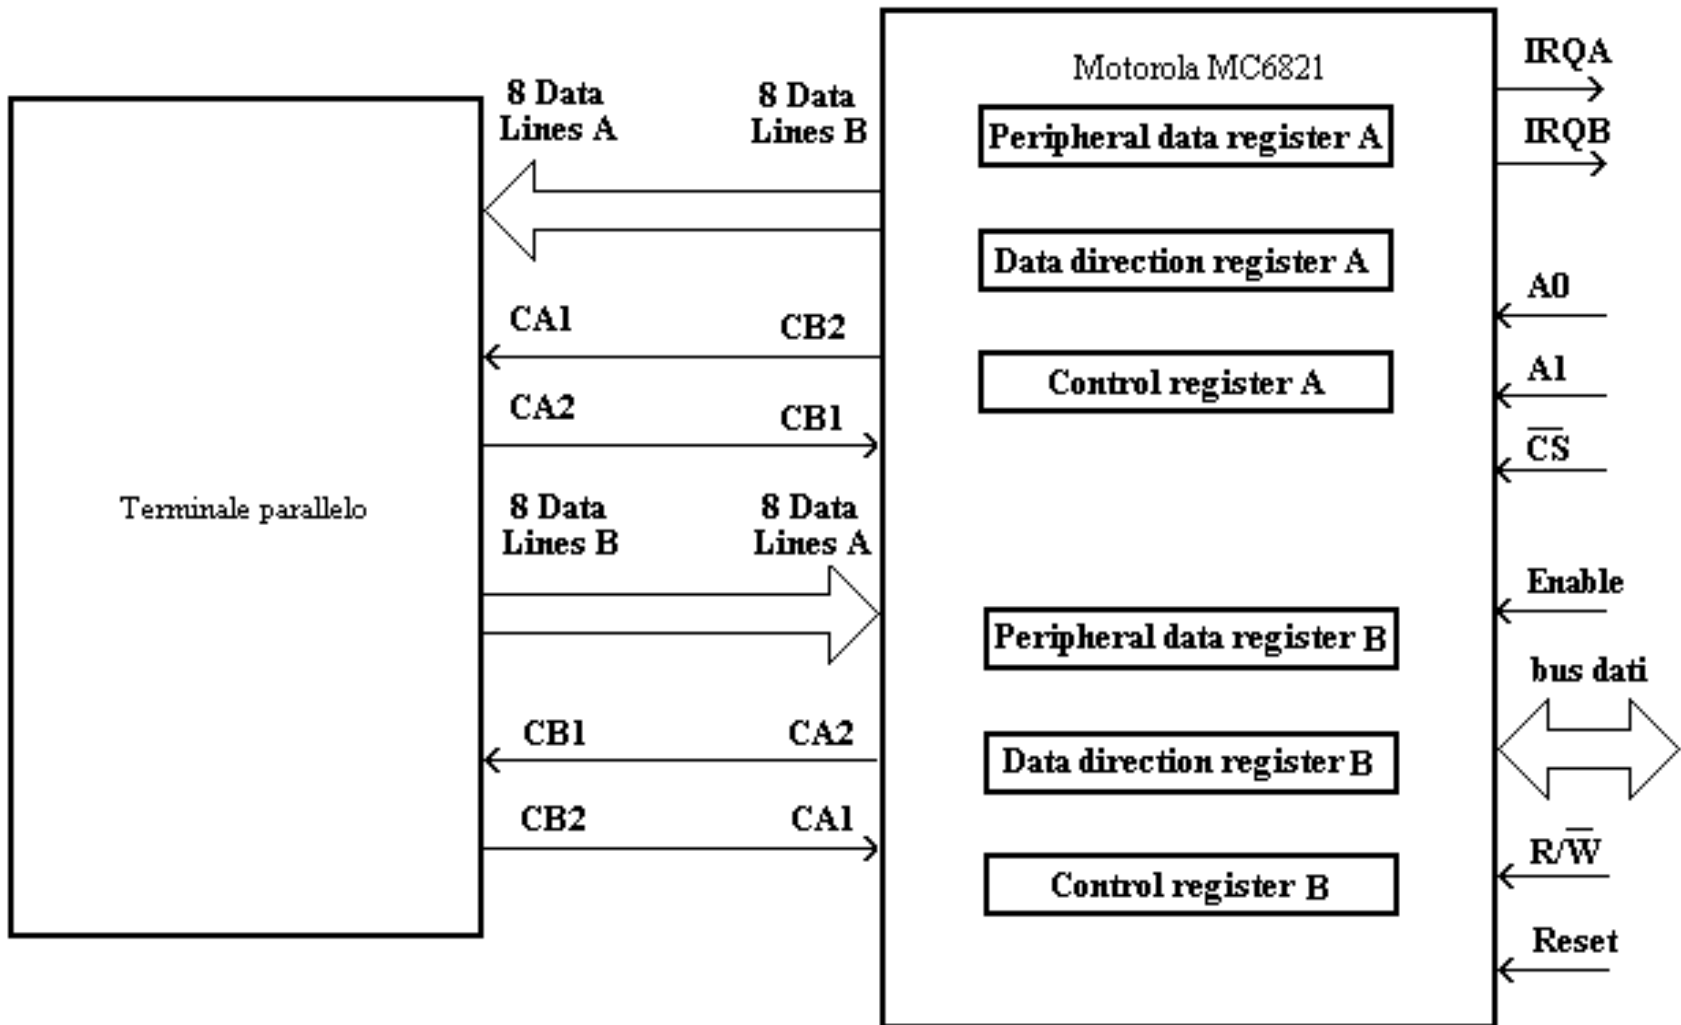 Motorola MC6821
IRQA
IRQB
8 Data
Lines A
8 Data
Lines B
Peripheral data register A
Data direction register A
Control register A
A0
A1
C̅S̅
CA1
CB2
CA2
CB1
Terminale parallelo
8 Data
Lines B
8 Data
Lines A
Enable
Peripheral data register B
bus dati
Data direction register B
CB1
CA2
CB2
CA1
R/W̅
Control register B
Reset